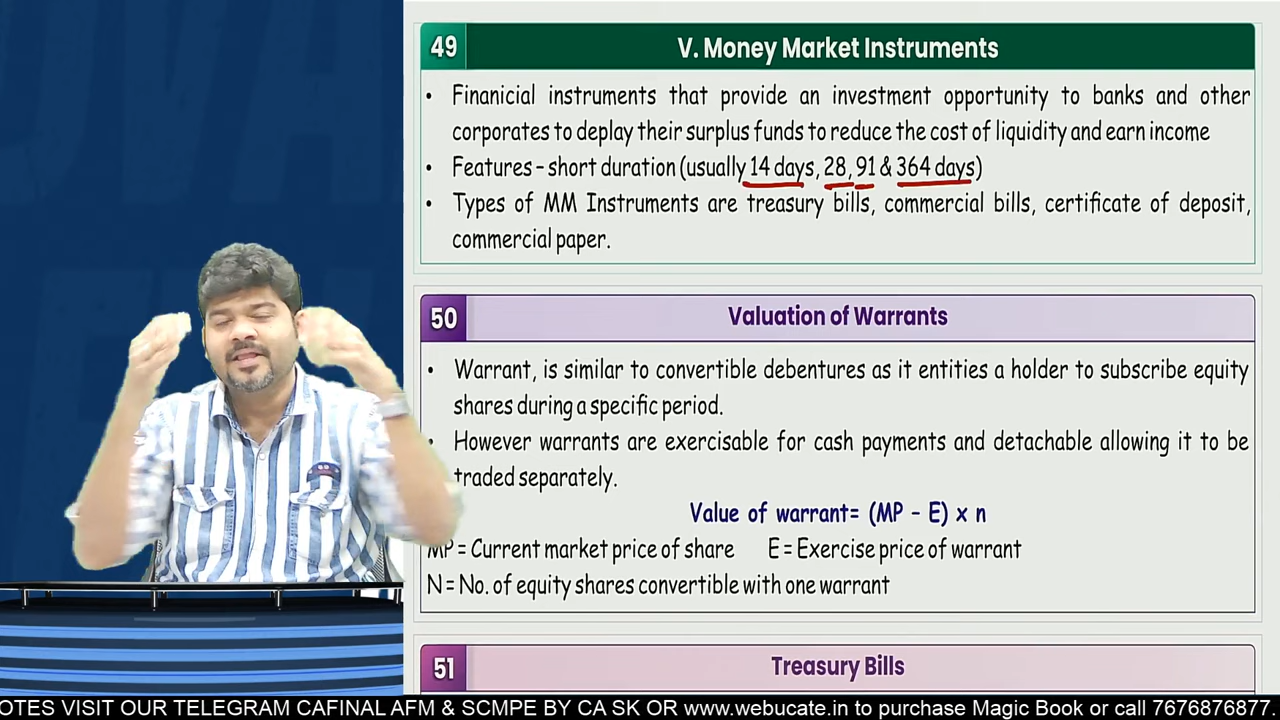 49
V. Money Market Instruments
• Finanicial instruments that provide an investment opportunity to banks and other
corporates to deplay their surplus funds to reduce the cost of liquidity and earn income
• Features – short duration (usually 14 days, 28, 91 & 364 days)
• Types of MM Instruments are treasury bills, commercial bills, certificate of deposit,
commercial paper.
50
Valuation of Warrants
• Warrant, is similar to convertible debentures as it entities a holder to subscribe equity
shares during a specific period.
• However warrants are exercisable for cash payments and detachable allowing it to be
traded separately.
Value of warrant= (MP – E) × n
MP = Current market price of share E = Exercise price of warrant
N = No. of equity shares convertible with one warrant
51
Treasury Bills
OTES VISIT OUR TELEGRAM CAFINAL AFM & SCMPE BY CA SK OR www.webucate.in to purchase Magic Book or call 7676876877.